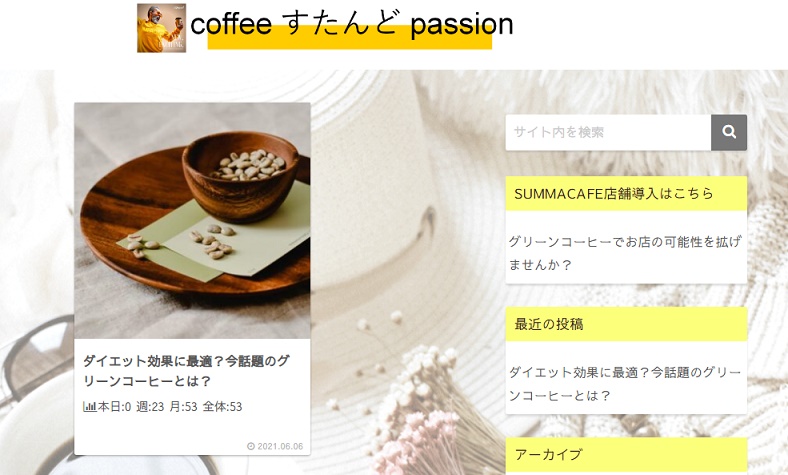 coffee すたんど passion
サイト内を検索
SUMMACAFE店舗導入はこちら
グリーンコーヒーでお店の可能性を拡げ
ませんか？
最近の投稿
ダイエット効果に最適？今話題のグリーン
コーヒーとは？
アーカイブ
ダイエット効果に最適？今話題のグ
リーンコーヒーとは？
本日:0 週:23 月:53 全体:53
2021.06.06